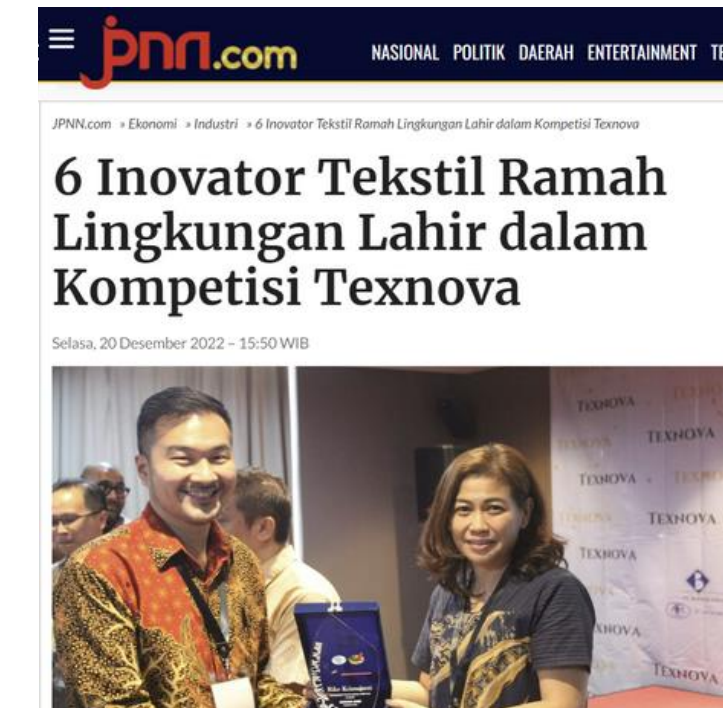 jpnn.com
NASIONAL POLITIK DAERAH ENTERTAINMENT
JPNN.com » Ekonomi » Industri » 6 Inovator Tekstil Ramah Lingkungan Lahir dalam Kompetisi Texnova
6 Inovator Tekstil Ramah
Lingkungan Lahir dalam
Kompetisi Texnova
Selasa, 20 Desember 2022 – 15:50 WIB
TEXNOVA
TEXNOVA
TEXNOVA
TEXNOVA
TEXNOVA
TEXNOVA